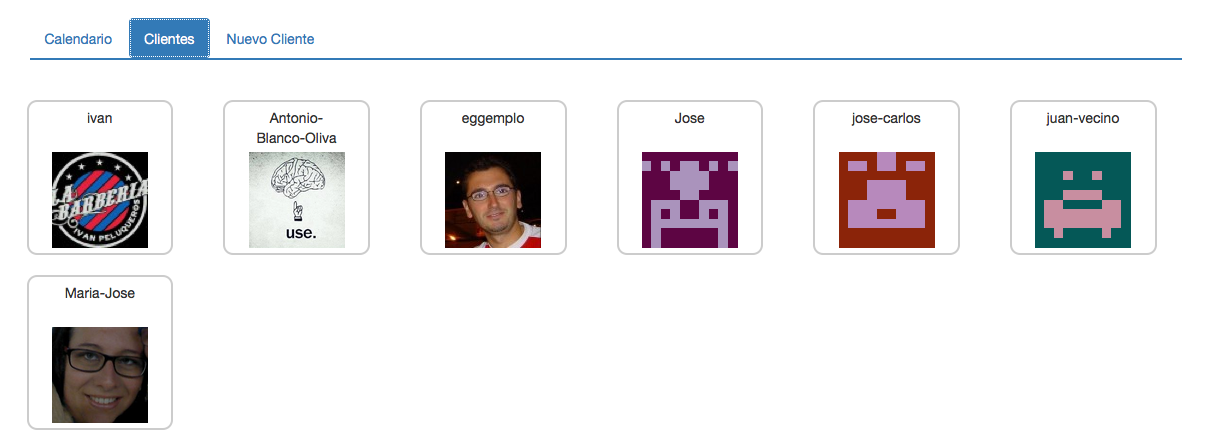 Calendario
Clientes
Nuevo Cliente
ivan
Antonio-
Blanco-Oliva
eggemplo
Jose
jose-carlos
juan-vecino
LA
BARBERIA
IVAN PELUQUEROS
use.
Maria-Jose